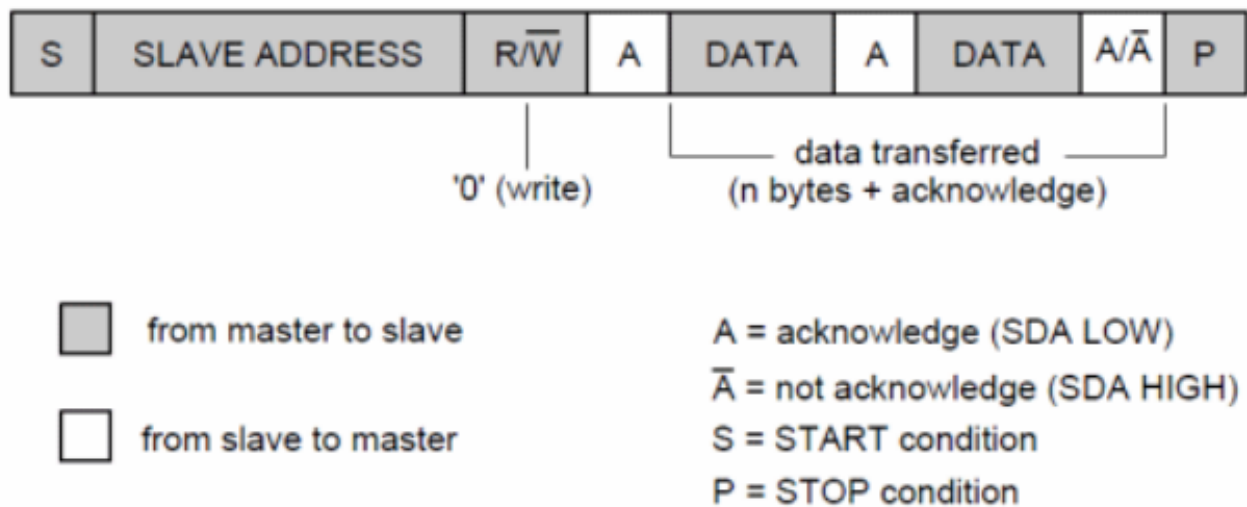 S SLAVE ADDRESS R/W̅ A DATA A DATA A/A̅ P
data transferred
'0' (write) (n bytes + acknowledge)
from master to slave
from slave to master
A = acknowledge (SDA LOW)
A̅ = not acknowledge (SDA HIGH)
S = START condition
P = STOP condition